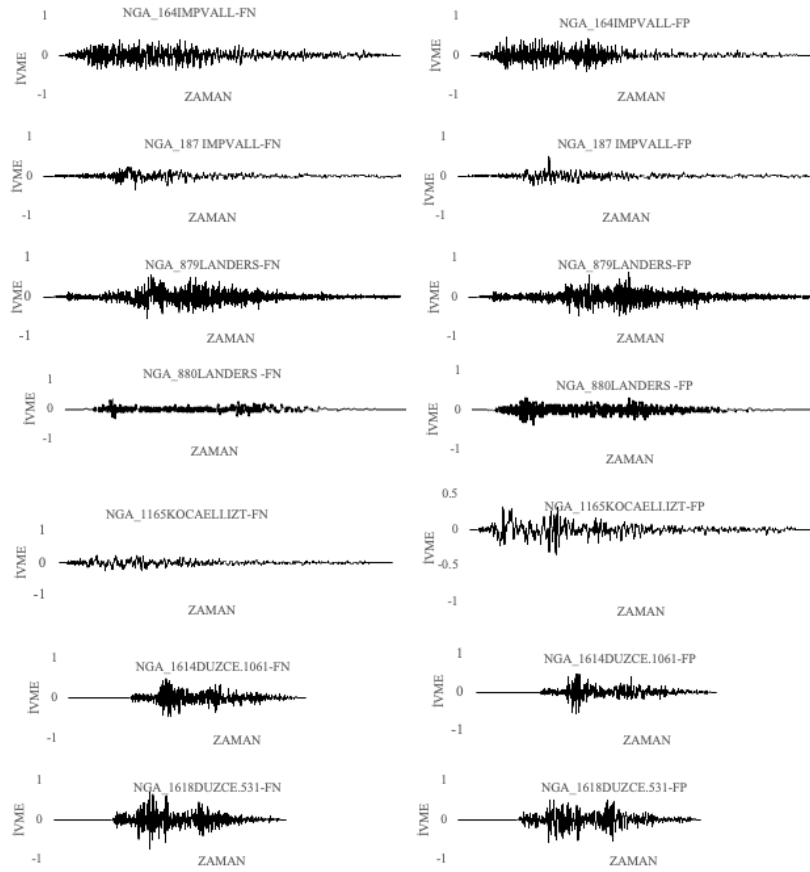 NGA_164IMPVALL-FN
1
0
-1
İVME
ZAMAN
NGA_164IMPVALL-FP
1
0
-1
İVME
ZAMAN
NGA_187 IMPVALL-FN
1
0
-1
İVME
ZAMAN
NGA_187 IMPVALL-FP
1
0
-1
İVME
ZAMAN
NGA_879LANDERS-FN
1
0
-1
İVME
ZAMAN
NGA_879LANDERS-FP
1
0
-1
İVME
ZAMAN
NGA_880LANDERS -FN
1
0
-1
İVME
ZAMAN
NGA_880LANDERS -FP
1
0
-1
İVME
ZAMAN
NGA_1165KOCAELI.IZT-FN
1
0
-1
İVME
ZAMAN
NGA_1165KOCAELI.IZT-FP
0.5
0
-0.5
-1
İVME
ZAMAN
NGA_1614DUZCE.1061-FN
1
0
-1
İVME
ZAMAN
NGA_1614DUZCE.1061-FP
1
0
-1
İVME
ZAMAN
NGA_1618DUZCE.531-FN
1
0
-1
İVME
ZAMAN
NGA_1618DUZCE.531-FP
1
0
-1
İVME
ZAMAN